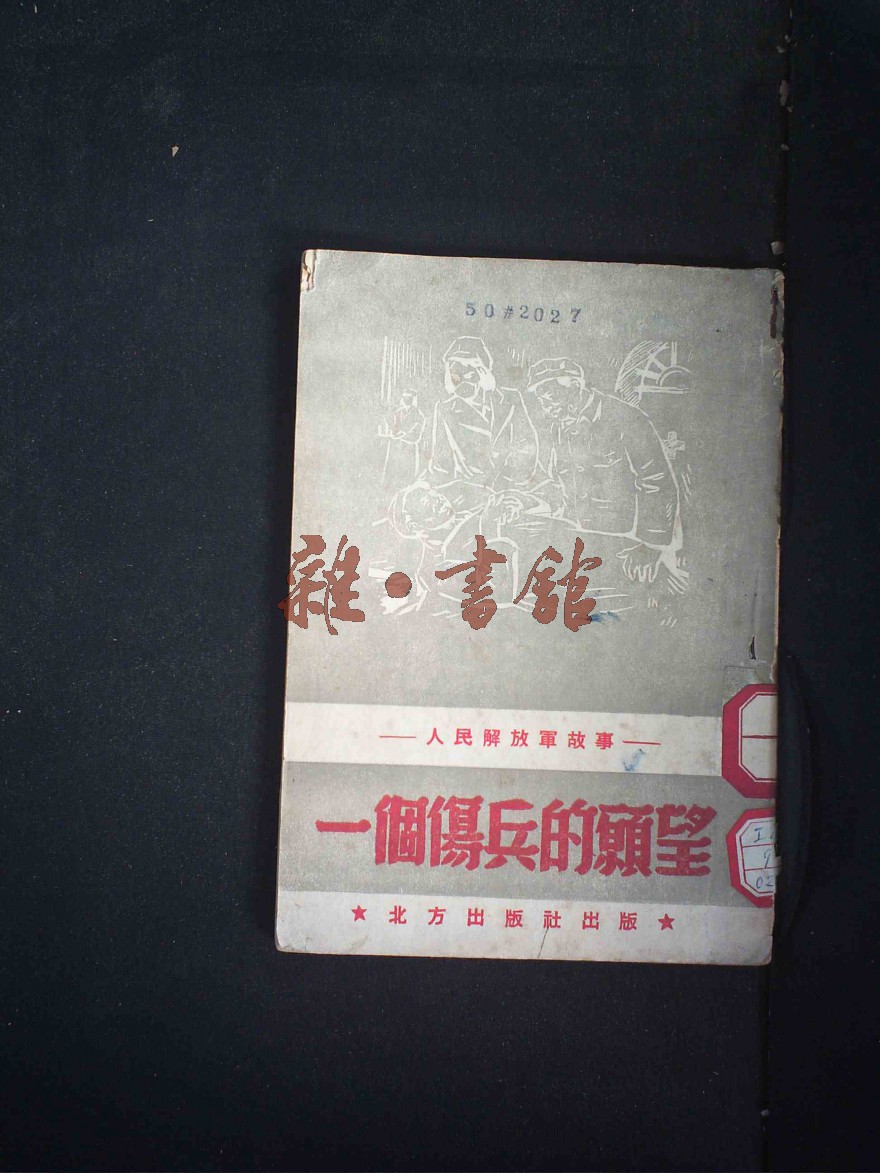 50#2027
雜·書館
—人民解放軍故事—
一個傷兵的願望
★北方出版社出版★